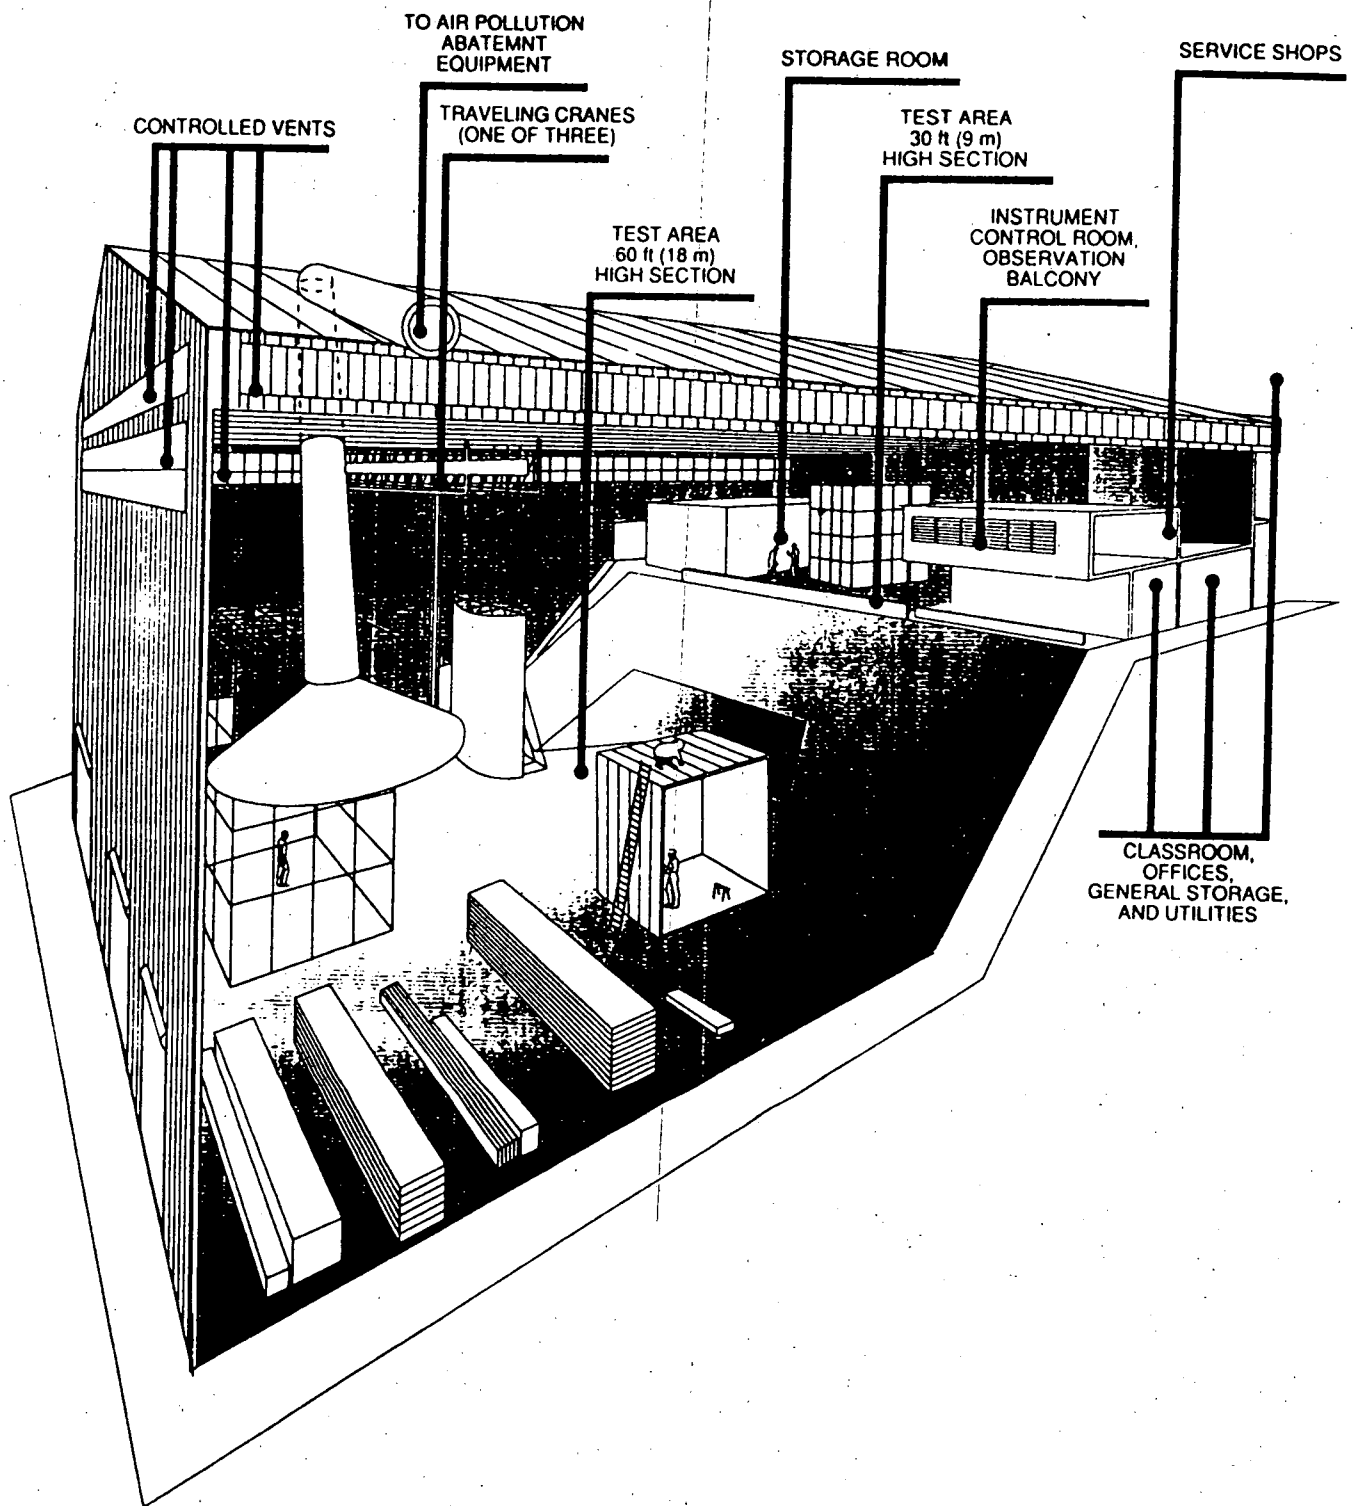 TO AIR POLLUTION
ABATEMNT
EQUIPMENT
STORAGE ROOM
SERVICE SHOPS
CONTROLLED VENTS
TRAVELING CRANES
(ONE OF THREE)
TEST AREA
30 ft (9 m)
HIGH SECTION
TEST AREA
60 ft (18 m)
HIGH SECTION
INSTRUMENT
CONTROL ROOM,
OBSERVATION
BALCONY
CLASSROOM,
OFFICES,
GENERAL STORAGE,
AND UTILITIES